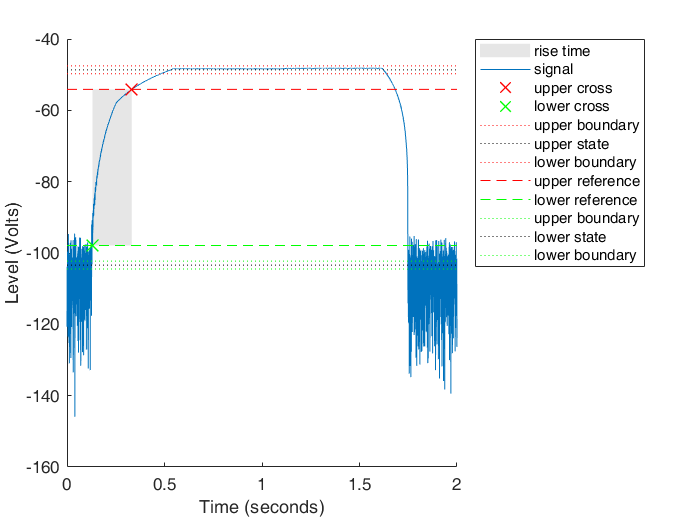 -40
-60
-80
-100
-120
-140
-160
Level (Volts)
0
0.5
1
1.5
2
Time (seconds)
rise time
signal
upper cross
lower cross
upper boundary
upper state
lower boundary
upper reference
lower reference
upper boundary
lower state
lower boundary